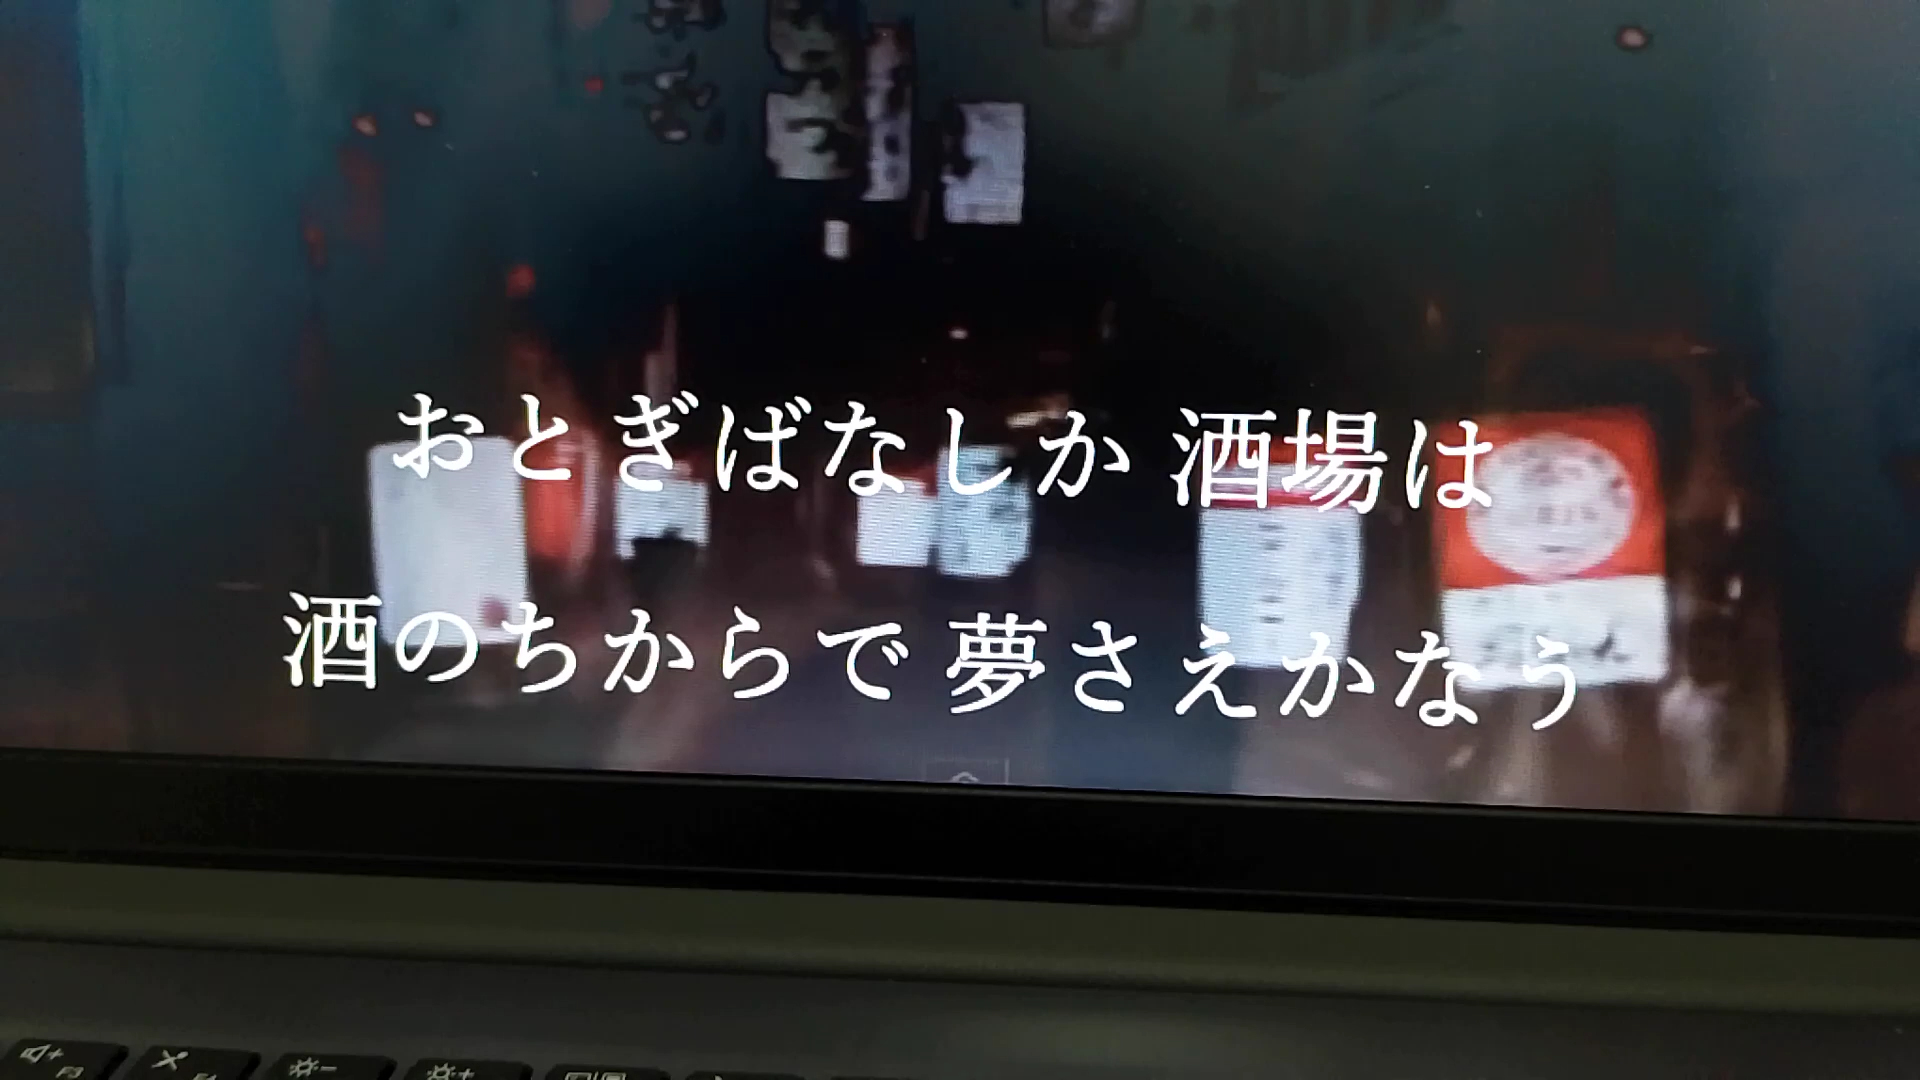 おとぎばなしか 酒場は
酒のちからで 夢さえかなう
F3